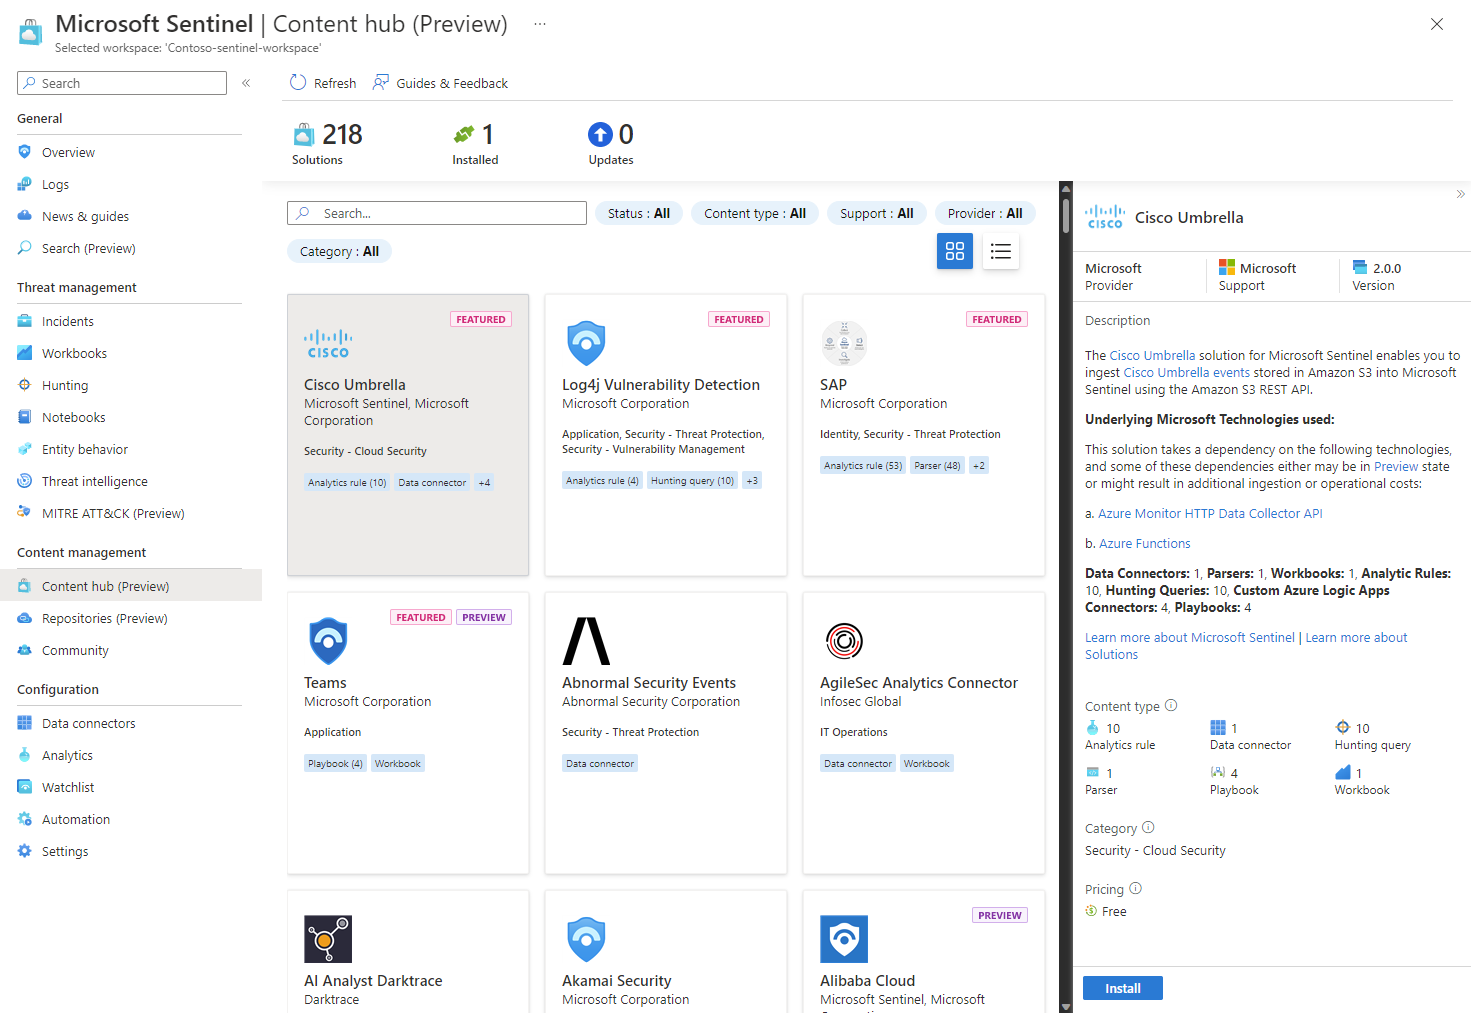 Microsoft Sentinel | Content hub (Preview) ...
Selected workspace: 'Contoso-sentinel-workspace'
Search
«
General
Overview
Logs
News & guides
Search (Preview)
Threat management
Incidents
Workbooks
Hunting
Notebooks
Entity behavior
Threat intelligence
MITRE ATT&CK (Preview)
Content management
Content hub (Preview)
Repositories (Preview)
Community
Configuration
Data connectors
Analytics
Watchlist
Automation
Settings
Refresh
Guides & Feedback
218
Solutions
1
Installed
0
Updates
Search...
Status : All
Content type : All
Support : All
Provider : All
Category : All
FEATURED
CISCO
Cisco Umbrella
Microsoft Sentinel, Microsoft
Corporation
Security - Cloud Security
Analytics rule (10)
Data connector
+4
FEATURED
Log4j Vulnerability Detection
Microsoft Corporation
Application, Security - Threat Protection,
Security - Vulnerability Management
Analytics rule (4)
Hunting query (10)
+3
FEATURED
SAP
Microsoft Corporation
Identity, Security - Threat Protection
Analytics rule (53)
Parser (48)
+2
FEATURED
PREVIEW
Teams
Microsoft Corporation
Application
Playbook (4)
Workbook
Abnormal Security Events
Abnormal Security Corporation
Security - Threat Protection
Data connector
AgileSec Analytics Connector
Infosec Global
IT Operations
Data connector
Workbook
AI Analyst Darktrace
Darktrace
Akamai Security
Microsoft Corporation
PREVIEW
Alibaba Cloud
Microsoft Sentinel, Microsoft
»
CISCO
Cisco Umbrella
Microsoft
Provider
Microsoft
Support
2.0.0
Version
Description
The Cisco Umbrella solution for Microsoft Sentinel enables you to
ingest Cisco Umbrella events stored in Amazon S3 into Microsoft
Sentinel using the Amazon S3 REST API.
Underlying Microsoft Technologies used:
This solution takes a dependency on the following technologies,
and some of these dependencies either may be in Preview state
or might result in additional ingestion or operational costs:
a. Azure Monitor HTTP Data Collector API
b. Azure Functions
Data Connectors: 1, Parsers: 1, Workbooks: 1, Analytic Rules:
10, Hunting Queries: 10, Custom Azure Logic Apps
Connectors: 4, Playbooks: 4
Learn more about Microsoft Sentinel | Learn more about
Solutions
Content type
10
Analytics rule
1
Data connector
10
Hunting query
1
Parser
4
Playbook
1
Workbook
Category
Security - Cloud Security
Pricing
Free
Install